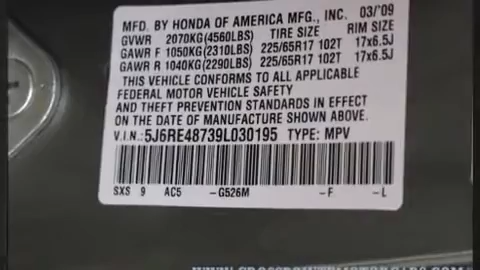 MFD. BY HONDA OF AMERICA MFG., INC. 03/'09
GVWR 2070KG(4560LBS) TIRE SIZE RIM SIZE
GAWR F 1050KG(2310LBS) 225/65R17 102T 17x6.5J
GAWR R 1040KG(2290LBS) 225/65R17 102T 17x6.5J
THIS VEHICLE CONFORMS TO ALL APPLICABLE
FEDERAL MOTOR VEHICLE SAFETY
AND THEFT PREVENTION STANDARDS IN EFFECT
ON THE DATE OF MANUFACTURE SHOWN ABOVE.
V.I.N.: 5J6RE48739L030195 TYPE: MPV
SXS 9 AC5 -G526M -F -L